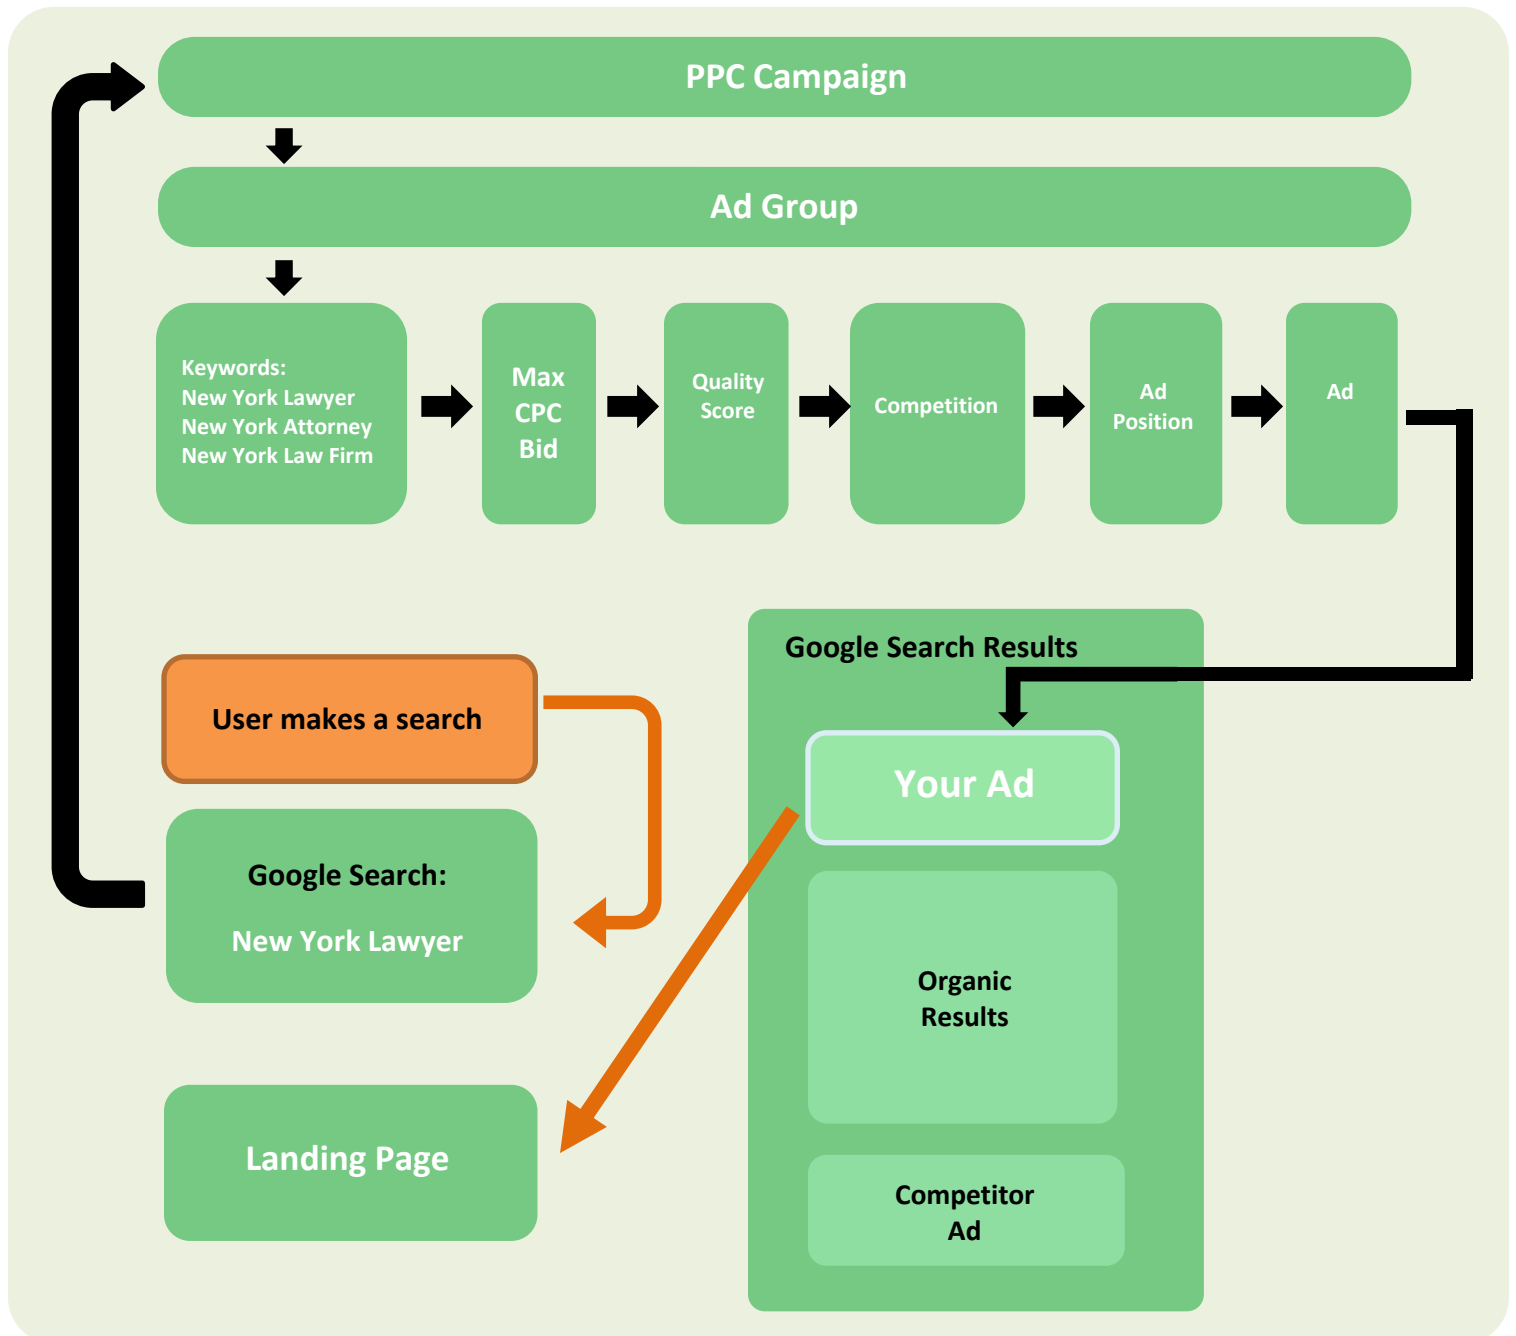 PPC Campaign
Ad Group
Keywords:
New York Lawyer
New York Attorney
New York Law Firm
Max
CPC
Bid
Quality
Score
Competition
Ad
Position
Ad
Google Search Results
User makes a search
Your Ad
Google Search:
New York Lawyer
Organic
Results
Landing Page
Competitor
Ad